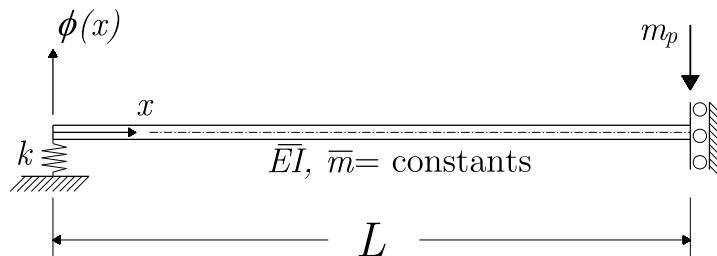 ϕ(x)
m_p
x
k
E̅I̅, m̅= constants
L